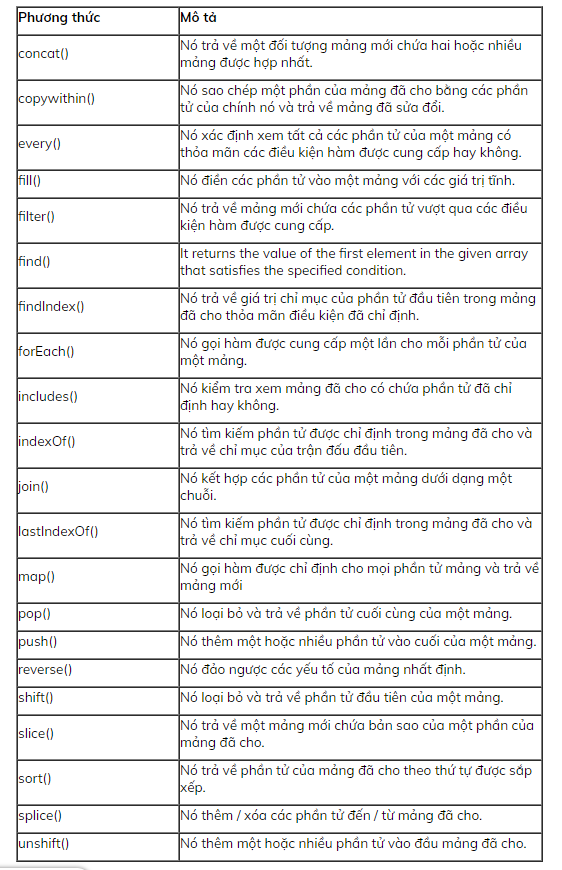 Phương thức
Mô tả
concat()
Nó trả về một đối tượng mảng mới chứa hai hoặc nhiều
mảng được hợp nhất.
copywithin()
Nó sao chép một phần của mảng đã cho bằng các phần
tử của chính nó và trả về mảng đã sửa đổi.
every()
Nó xác định xem tất cả các phần tử của một mảng có
thỏa mãn các điều kiện hàm được cung cấp hay không.
fill()
Nó điền các phần tử vào một mảng với các giá trị tĩnh.
filter()
Nó trả về mảng mới chứa các phần tử vượt qua các điều
kiện hàm được cung cấp.
find()
It returns the value of the first element in the given array
that satisfies the specified condition.
findIndex()
Nó trả về giá trị chỉ mục của phần tử đầu tiên trong mảng
đã cho thỏa mãn điều kiện đã chỉ định.
forEach()
Nó gọi hàm được cung cấp một lần cho mỗi phần tử của
một mảng.
includes()
Nó kiểm tra xem mảng đã cho có chứa phần tử đã chỉ
định hay không.
indexOf()
Nó tìm kiếm phần tử được chỉ định trong mảng đã cho và
trả về chỉ mục của trận đấu đầu tiên.
join()
Nó kết hợp các phần tử của một mảng dưới dạng một
chuỗi.
lastIndexOf()
Nó tìm kiếm phần tử được chỉ định trong mảng đã cho và
trả về chỉ mục cuối cùng.
map()
Nó gọi hàm được chỉ định cho mọi phần tử mảng và trả về
mảng mới
pop()
Nó loại bỏ và trả về phần tử cuối cùng của một mảng.
push()
Nó thêm một hoặc nhiều phần tử vào cuối của một mảng.
reverse()
Nó đảo ngược các yếu tố của mảng nhất định.
shift()
Nó loại bỏ và trả về phần tử đầu tiên của một mảng.
slice()
Nó trả về một mảng mới chứa bản sao của một phần của
mảng đã cho.
sort()
Nó trả về phần tử của mảng đã cho theo thứ tự được sắp
xếp.
splice()
Nó thêm / xóa các phần tử đến / từ mảng đã cho.
unshift()
Nó thêm một hoặc nhiều phần tử vào đầu mảng đã cho.